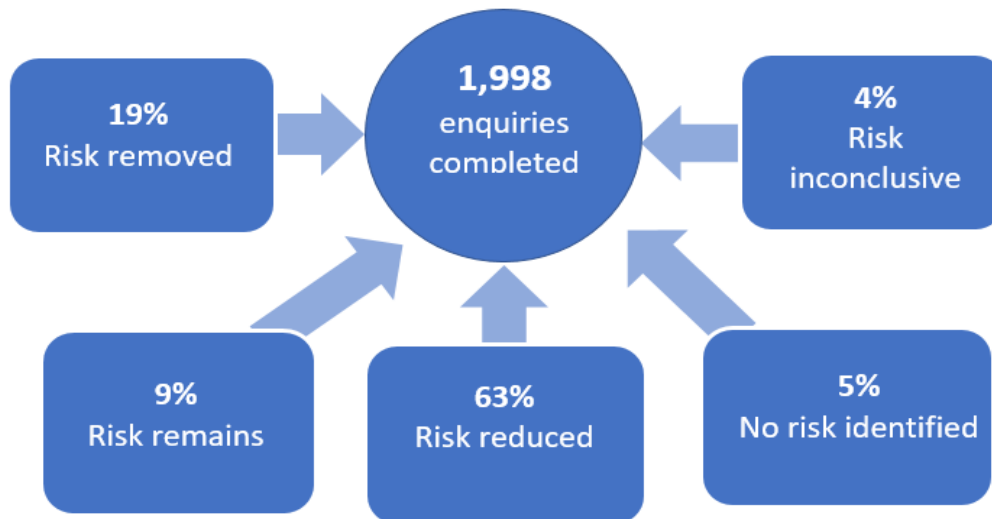 1,998
enquiries
completed
19%
Risk removed
4%
Risk
inconclusive
9%
Risk remains
63%
Risk reduced
5%
No risk identified